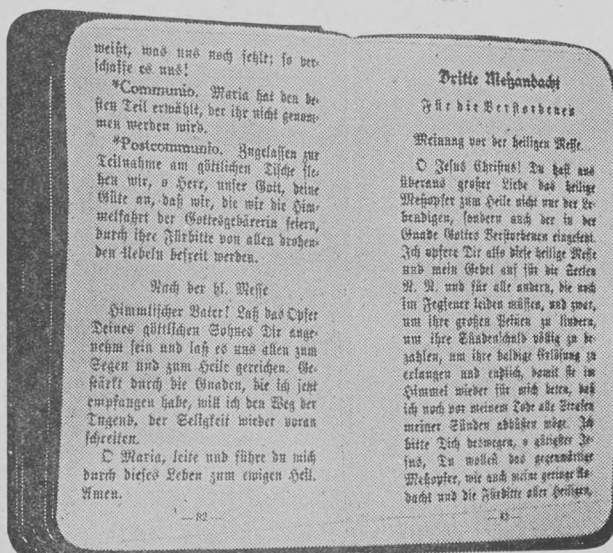 weißt, was uns noch fehlt; so ver-
schaffe es uns!
*Communio. Maria hat den be-
sten Teil erwählt, der ihr nicht genom-
men werden wird.
*Postcommunio. Zugelassen zur
Teilnahme am göttlichen Tische fle-
hen wir, o Herr, unser Gott, deine
Güte an, daß wir, die wir die Him-
melfahrt der Gottesgebärerin feiern,
durch ihre Fürbitte von allen drohen-
den Uebeln befreit werden.
Nach der hl. Messe
Himmlischer Vater! Laß das Opfer
Deines göttlichen Sohnes Dir ange-
nehm sein und laß es uns allen zum
Segen und zum Heile gereichen. Ge-
stärkt durch die Gnaden, die ich jetzt
empfangen habe, will ich den Weg der
Tugend, der Seligkeit wieder voran
schreiten.
O Maria, leite und führe du mich
durch dieses Leben zum ewigen Heil.
Amen.
— 82 —
Dritte Meßandacht
Für die Verstorbenen
Meinung vor der heiligen Messe.
O Jesus Christus! Du hast aus
überaus großer Liebe das heilige
Meßopfer zum Heile nicht nur der Le-
bendigen, sondern auch der in der
Gnade Gottes Verstorbenen eingesetzt.
Ich opfere Dir also diese heilige Messe
und mein Gebet auf für die Seelen
N. N. und für alle andern, die noch
im Fegfeuer leiden müssen, und zwar,
um ihre großen Peinen zu lindern,
um ihre Sündenschuld völlig zu be-
zahlen, um ihre baldige Erlösung zu
erlangen und endlich, damit sie im
Himmel wieder für mich beten, daß
ich noch vor meinem Tode alle Strafen
meiner Sünden abbüßen möge. Ich
bitte Dich deswegen, o gütigster Je-
sus, Du wollest das gegenwärtige
Meßopfer, wie auch meine geringe An-
dacht und die Fürbitte aller Heiligen,